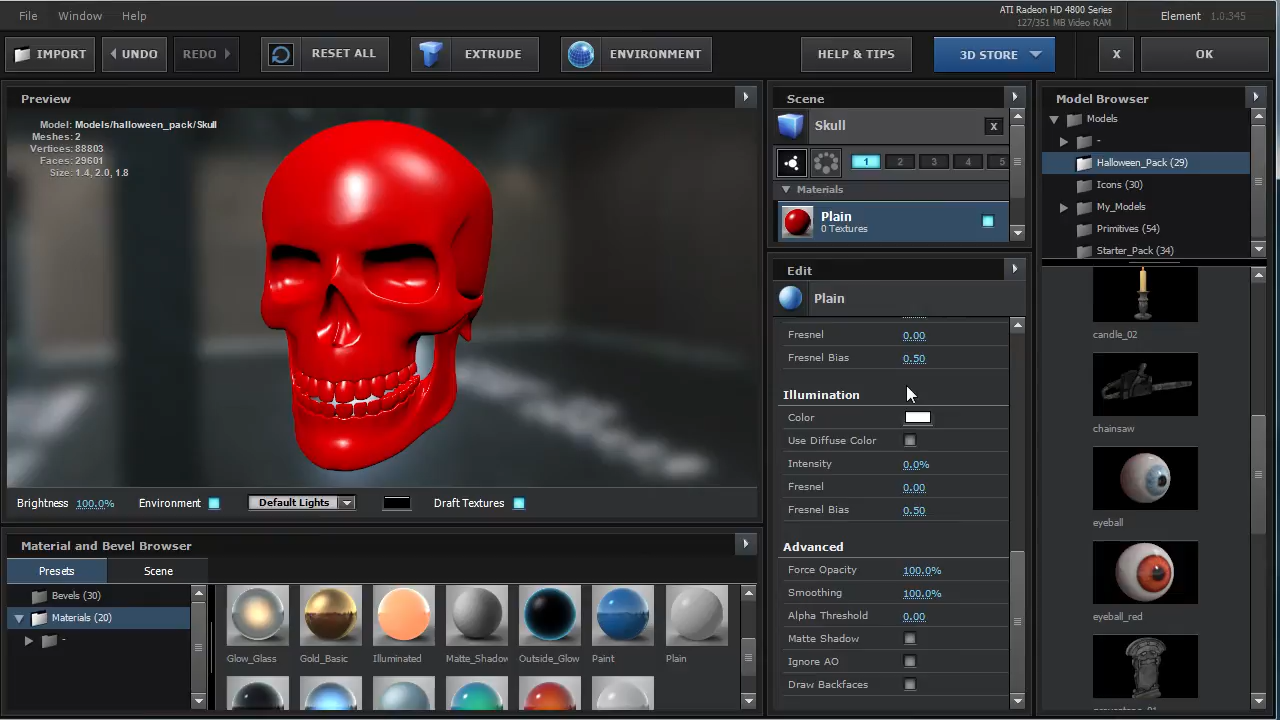 File Window Help
ATI Radeon HD 4800 Series
127/351 MB Video RAM
Element 1.0.345
IMPORT UNDO REDO RESET ALL EXTRUDE ENVIRONMENT HELP & TIPS 3D STORE X OK
Preview
Model: Models/halloween_pack/Skull
Meshes: 2
Vertices: 88803
Faces: 29601
Size: 1.4, 2.0, 1.8
Brightness 100.0% Environment Default Lights Draft Textures
Material and Bevel Browser
Presets Scene
Bevels (30)
Materials (20)
-
Glow_Glass Gold_Basic Illuminated Matte_Shadow Outside_Glow Paint Plain
Scene
Skull x
1 2 3 4 5
Materials
Plain
0 Textures
Edit
Plain
Fresnel 0.00
Fresnel Bias 0.50
Illumination
Color
Use Diffuse Color
Intensity 0.0%
Fresnel 0.00
Fresnel Bias 0.50
Advanced
Force Opacity 100.0%
Smoothing 100.0%
Alpha Threshold 0.00
Matte Shadow
Ignore AO
Draw Backfaces
Model Browser
Models
-
Halloween_Pack (29)
Icons (30)
My_Models
Primitives (54)
Starter_Pack (34)
candle_02
chainsaw
eyeball
eyeball_red